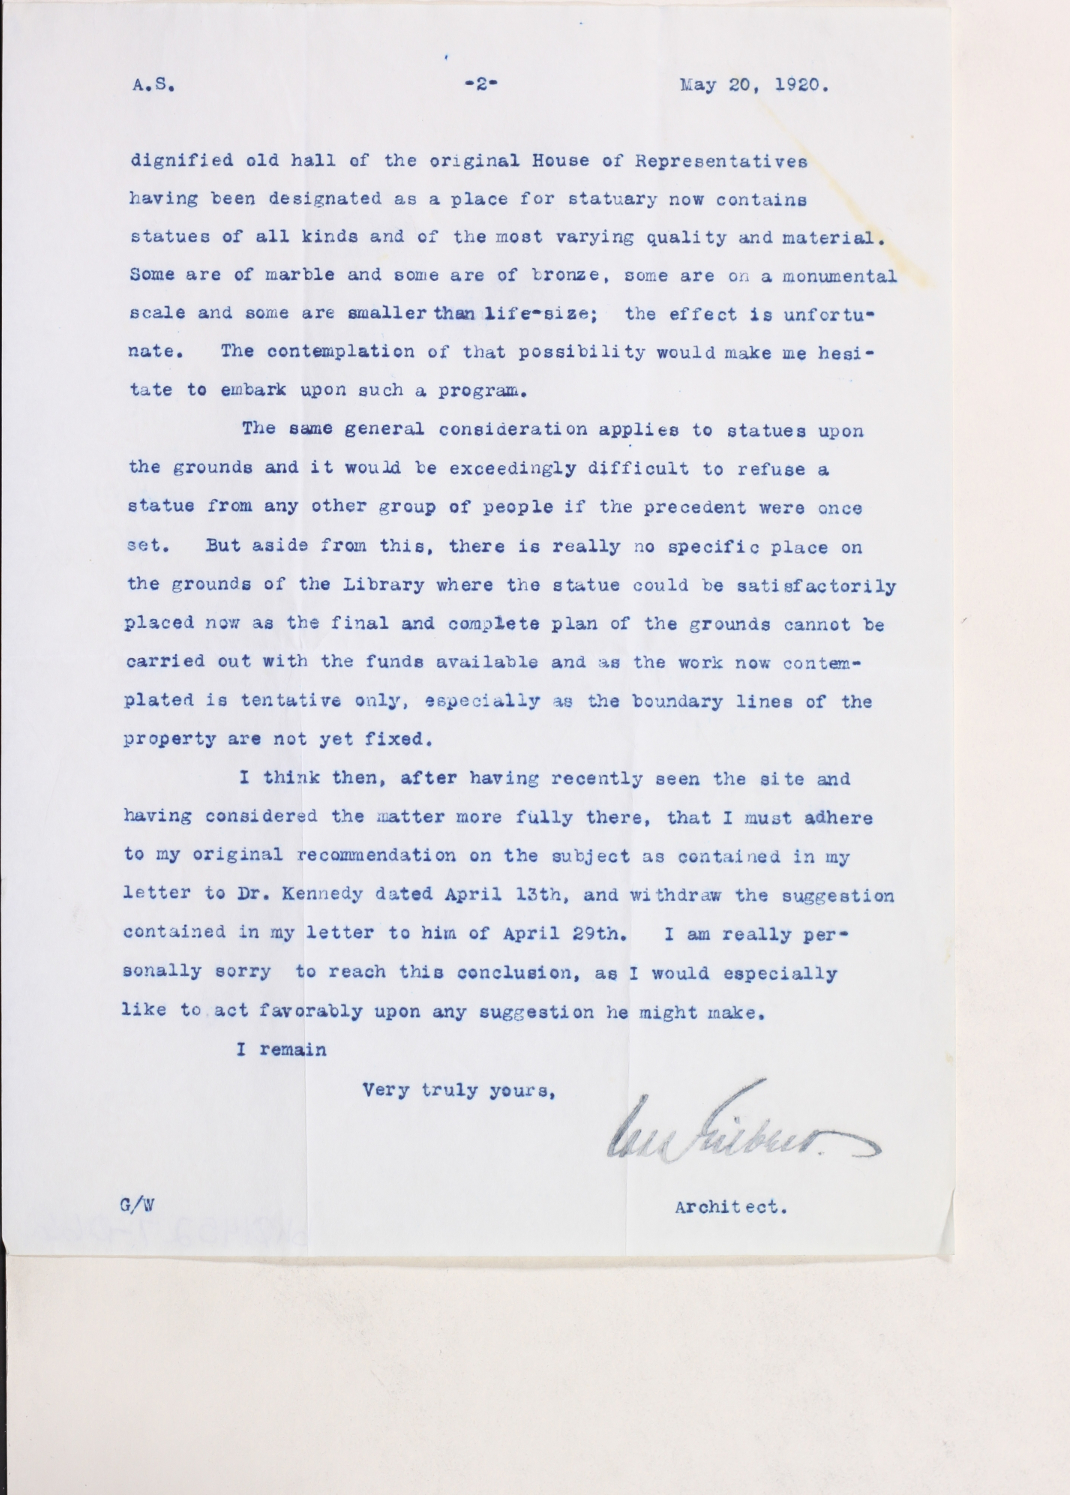 A.S. -2- May 20, 1920.
dignified old hall of the original House of Representatives
having been designated as a place for statuary now contains
statues of all kinds and of the most varying quality and material.
Some are of marble and some are of bronze, some are on a monumental
scale and some are smaller than life-size; the effect is unfortu-
nate. The contemplation of that possibility would make me hesi-
tate to embark upon such a program.
The same general consideration applies to statues upon
the grounds and it would be exceedingly difficult to refuse a
statue from any other group of people if the precedent were once
set. But aside from this, there is really no specific place on
the grounds of the Library where the statue could be satisfactorily
placed now as the final and complete plan of the grounds cannot be
carried out with the funds available and as the work now contem-
plated is tentative only, especially as the boundary lines of the
property are not yet fixed.
I think then, after having recently seen the site and
having considered the matter more fully there, that I must adhere
to my original recommendation on the subject as contained in my
letter to Dr. Kennedy dated April 13th, and withdraw the suggestion
contained in my letter to him of April 29th. I am really per-
sonally sorry to reach this conclusion, as I would especially
like to act favorably upon any suggestion he might make.
I remain
Very truly yours,
Cass Gilbert.
G/W Architect.